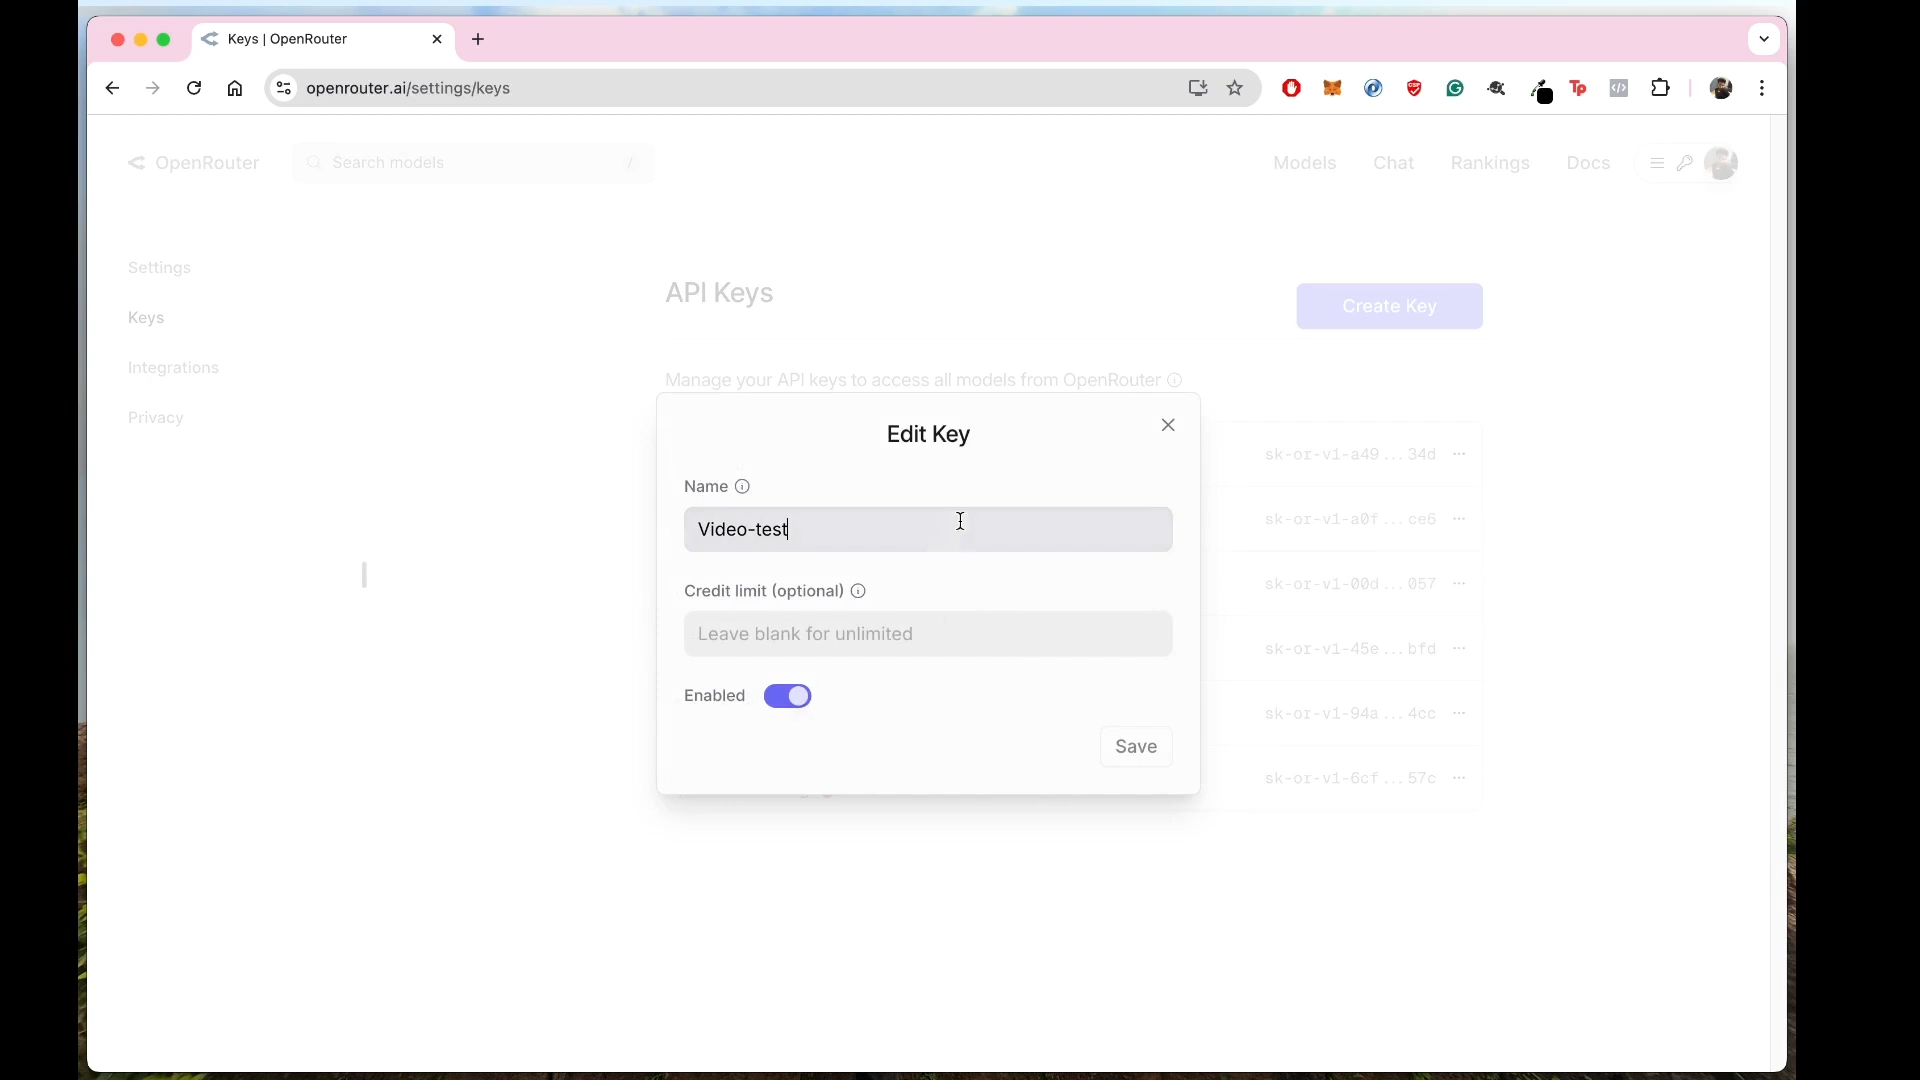 Keys | OpenRouter
openrouter.ai/settings/keys
OpenRouter
Search models
/
Models
Chat
Rankings
Docs
Settings
Keys
Integrations
Privacy
API Keys
Create Key
Manage your API keys to access all models from OpenRouter
Edit Key
Name
Video-test
Credit limit (optional)
Leave blank for unlimited
Enabled
Save
sk-or-v1-a49...34d
sk-or-v1-a0f...ce6
sk-or-v1-00d...057
sk-or-v1-45e...bfd
sk-or-v1-94a...4cc
sk-or-v1-6cf...57c